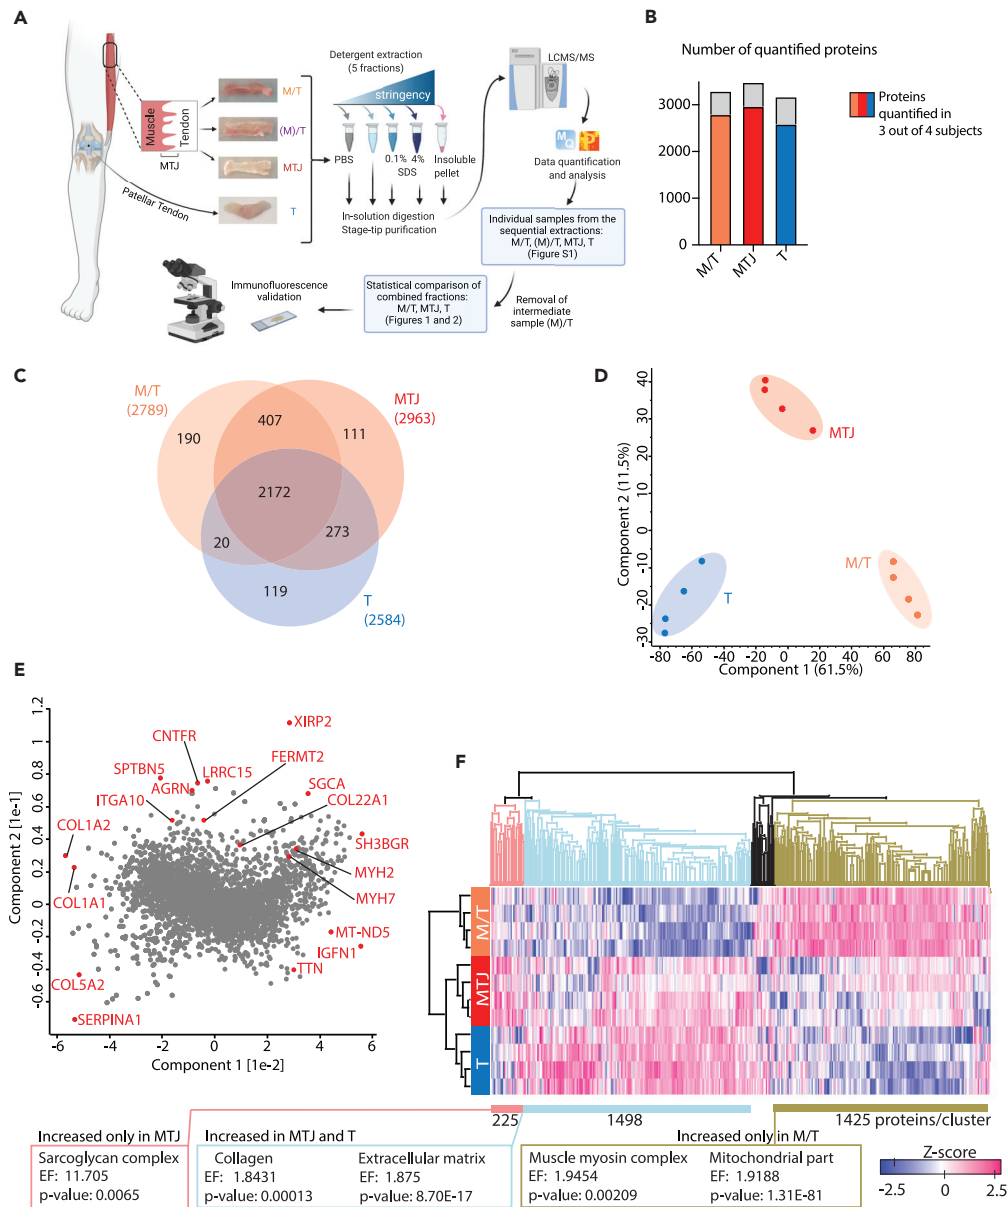 A
Detergent extraction
(5 fractions)
stringency
LCMS/MS
M/T
(M)/T
MTJ
T
Muscle
Tendon
MTJ
Patellar Tendon
PBS
0.1%
4%
SDS
Insoluble
pellet
MQ
P
Data quantification
and analysis
In-solution digestion
Stage-tip purification
Individual samples from the
sequential extractions:
M/T, (M)/T, MTJ, T
(Figure S1)
Immunofluorescence
validation
Statistical comparison of
combined fractions:
M/T, MTJ, T
(Figures 1 and 2)
Removal of
intermediate
sample (M)/T
B
Number of quantified proteins
3000
2000
1000
0
M/T
MTJ
T
Proteins
quantified in
3 out of 4 subjects
C
M/T
(2789)
MTJ
(2963)
T
(2584)
190
407
111
2172
20
273
119
D
Component 2 (11.5%)
40
30
20
10
0
-10
-20
-30
MTJ
M/T
T
-80
-60
-40
-20
0
20
40
60
80
Component 1 (61.5%)
E
Component 2 [1e-1]
1.2
1
0.8
0.6
0.4
0.2
0
-0.2
-0.4
-0.6
XIRP2
CNTFR
FERMT2
SPTBN5
LRRC15
AGRN
SGCA
ITGA10
COL22A1
COL1A2
SH3BGR
MYH2
COL1A1
MYH7
MT-ND5
IGFN1
TTN
COL5A2
SERPINA1
-6
-4
-2
0
2
4
6
Component 1 [1e-2]
F
M/T
MTJ
T
225
1498
1425 proteins/cluster
Increased only in MTJ
Sarcoglycan complex
EF: 11.705
p-value: 0.0065
Increased in MTJ and T
Collagen
EF: 1.8431
p-value: 0.00013
Extracellular matrix
EF: 1.875
p-value: 8.70E-17
Increased only in M/T
Muscle myosin complex
EF: 1.9454
p-value: 0.00209
Mitochondrial part
EF: 1.9188
p-value: 1.31E-81
Z-score
-2.5
0
2.5